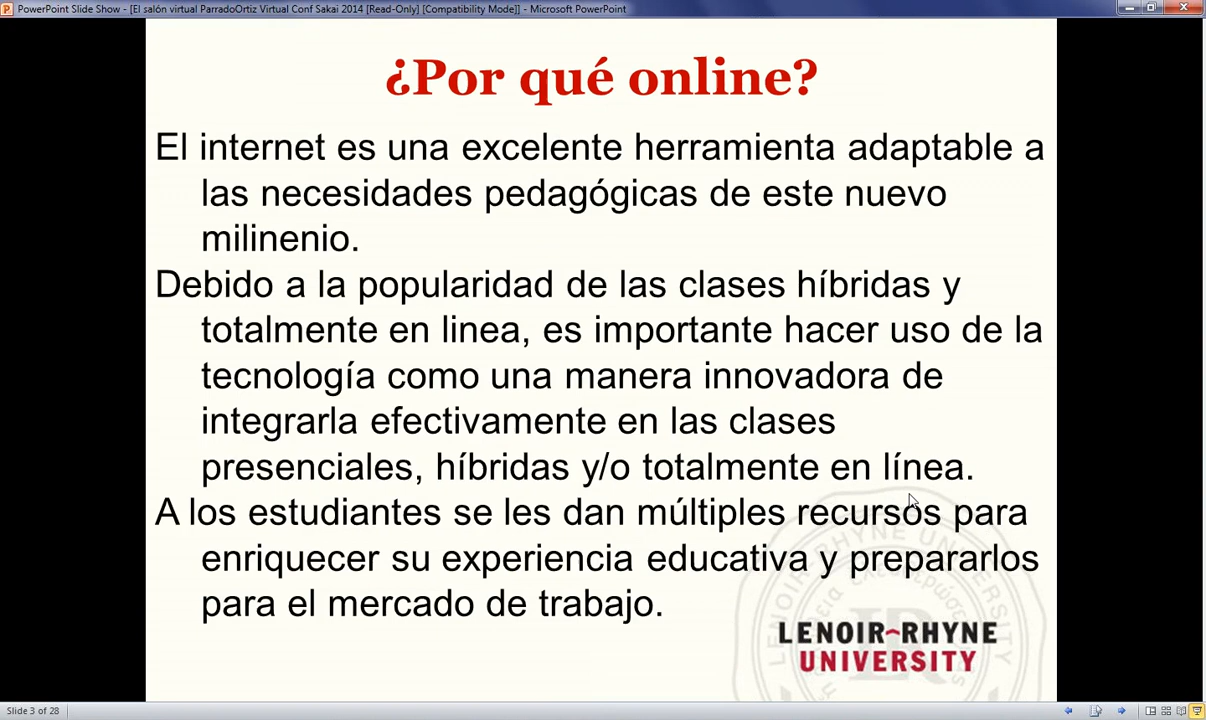 PowerPoint Slide Show - [El salón virtual ParradoOrtiz Virtual Conf Sakai 2014 [Read-Only] [Compatibility Mode]] - Microsoft PowerPoint
¿Por qué online?
El internet es una excelente herramienta adaptable a
las necesidades pedagógicas de este nuevo
milinenio.
Debido a la popularidad de las clases híbridas y
totalmente en linea, es importante hacer uso de la
tecnología como una manera innovadora de
integrarla efectivamente en las clases
presenciales, híbridas y/o totalmente en línea.
A los estudiantes se les dan múltiples recursos para
enriquecer su experiencia educativa y prepararlos
para el mercado de trabajo.
LENOIR-RHYNE
UNIVERSITY
Slide 3 of 28